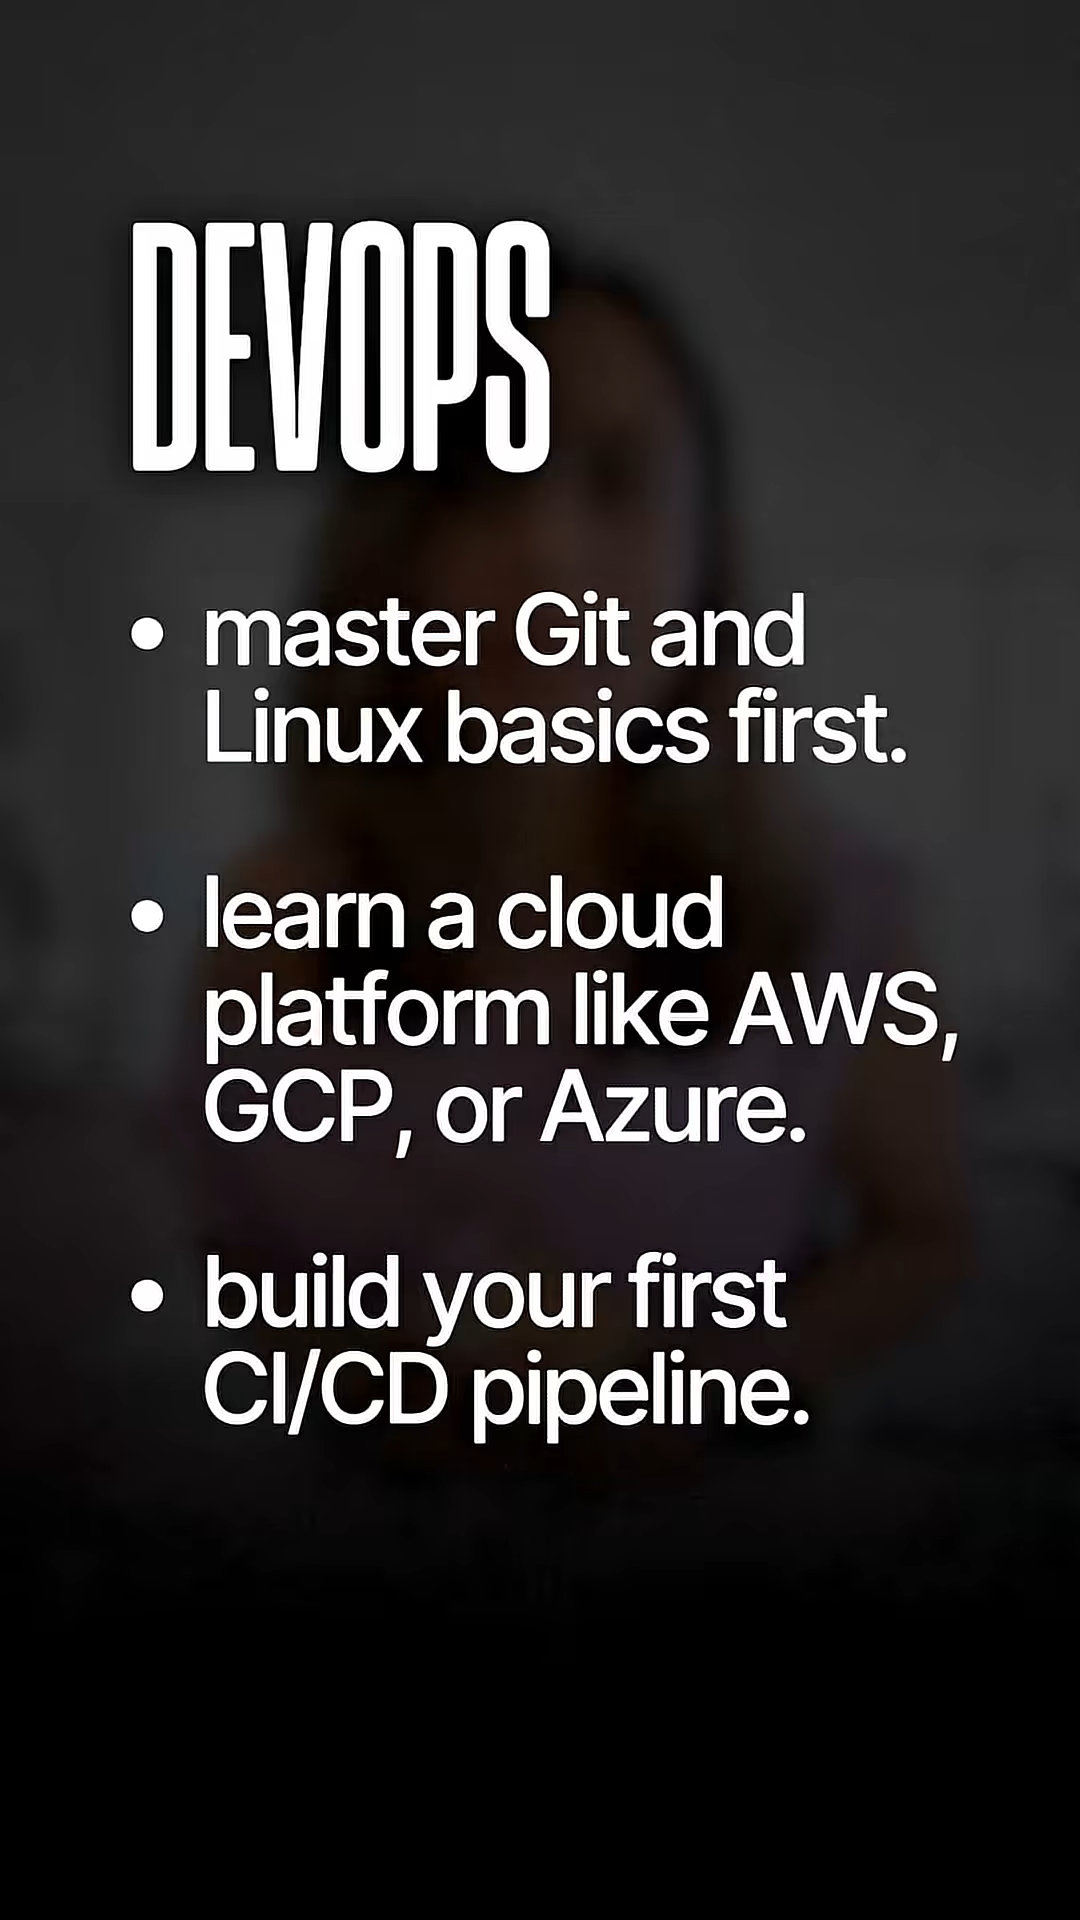 DEVOPS
• master Git and
Linux basics first.
• learn a cloud
platform like AWS,
GCP, or Azure.
• build your first
CI/CD pipeline.